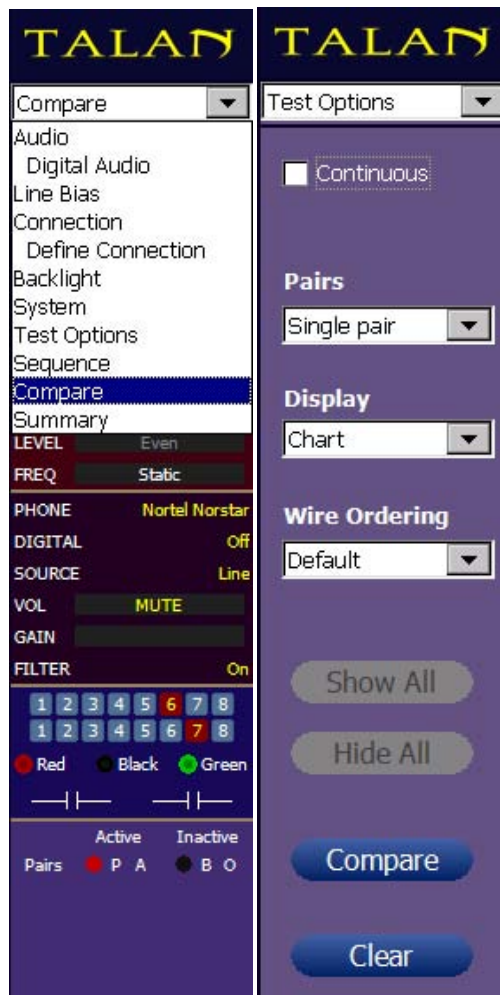 TALAN
Compare
Audio
Digital Audio
Line Bias
Connection
Define Connection
Backlight
System
Test Options
Sequence
Compare
Summary
LEVEL Even
FREQ Static
PHONE Nortel Norstar
DIGITAL Off
SOURCE Line
VOL MUTE
GAIN
FILTER On
1 2 3 4 5 6 7 8
1 2 3 4 5 6 7 8
Red Black Green
Active Inactive
Pairs P A B O
TALAN
Test Options
Continuous
Pairs
Single pair
Display
Chart
Wire Ordering
Default
Show All
Hide All
Compare
Clear